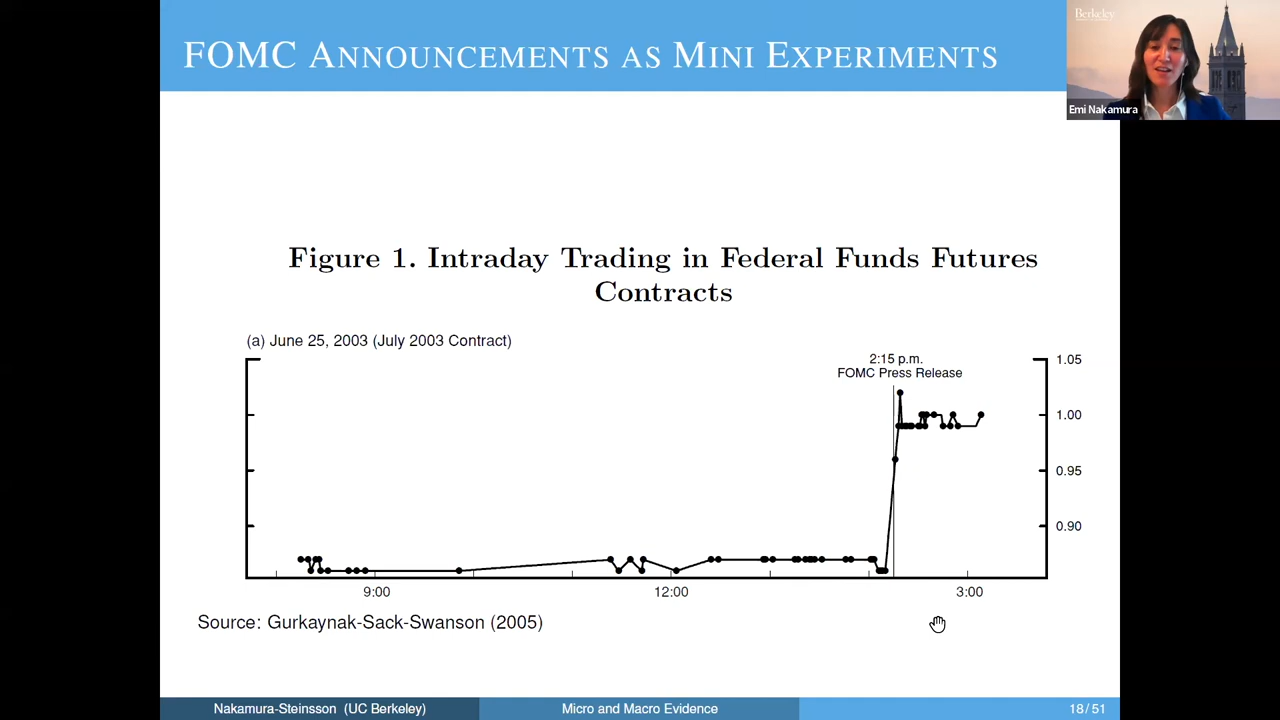 FOMC ANNOUNCEMENTS AS MINI EXPERIMENTS
Berkeley
Emi Nakamura
Figure 1. Intraday Trading in Federal Funds Futures
Contracts
(a) June 25, 2003 (July 2003 Contract)
2:15 p.m.
FOMC Press Release
1.05
1.00
0.95
0.90
9:00
12:00
3:00
Source: Gurkaynak-Sack-Swanson (2005)
Nakamura-Steinsson (UC Berkeley)
Micro and Macro Evidence
18/51